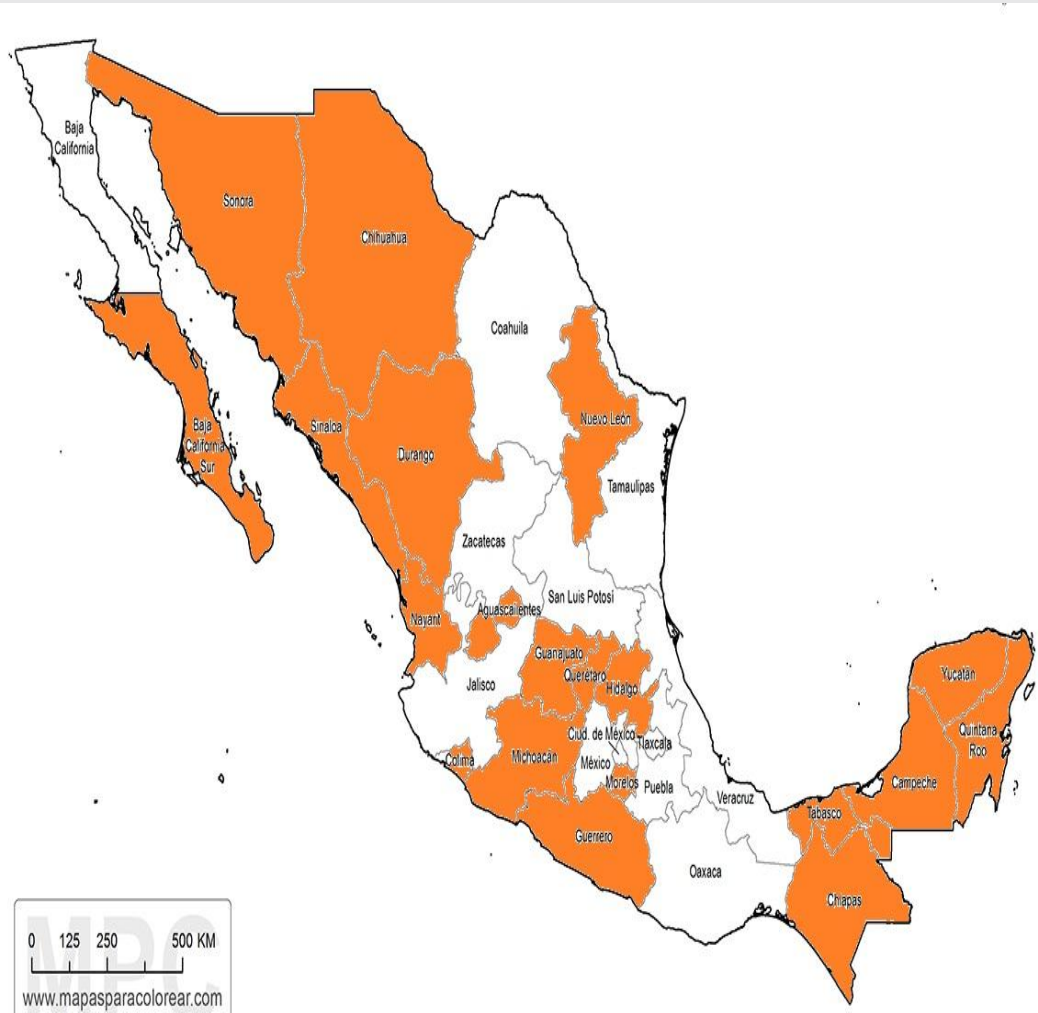 Baja
California
Sonora
Chihuahua
Coahuila
Nuevo León
Sinaloa
Baja
California
Sur
Durango
Tamaulipas
Zacatecas
San Luis Potosí
Aguascalientes
Nayarit
Guanajuato
Querétaro
Hidalgo
Jalisco
Yucatán
Quintana
Roo
Ciud. de México
Tlaxcala
Colima
Michoacán
México
Morelos
Puebla
Veracruz
Campeche
Tabasco
Guerrero
Oaxaca
Chiapas
MPC
0 125 250 500 KM
www.mapasparacolorear.com